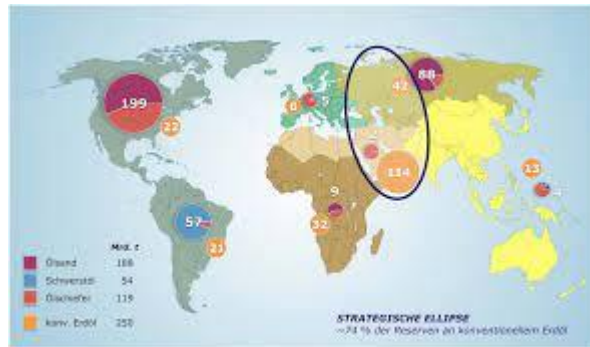 199
22
6
5
42
88
114
13
57
21
9
7
32
Mrd. t
Ölsand 188
Schweröl 54
Ölschiefer 119
konv. Erdöl 250
STRATEGISCHE ELLIPSE
~74 % der Reserven an konventionellem Erdöl